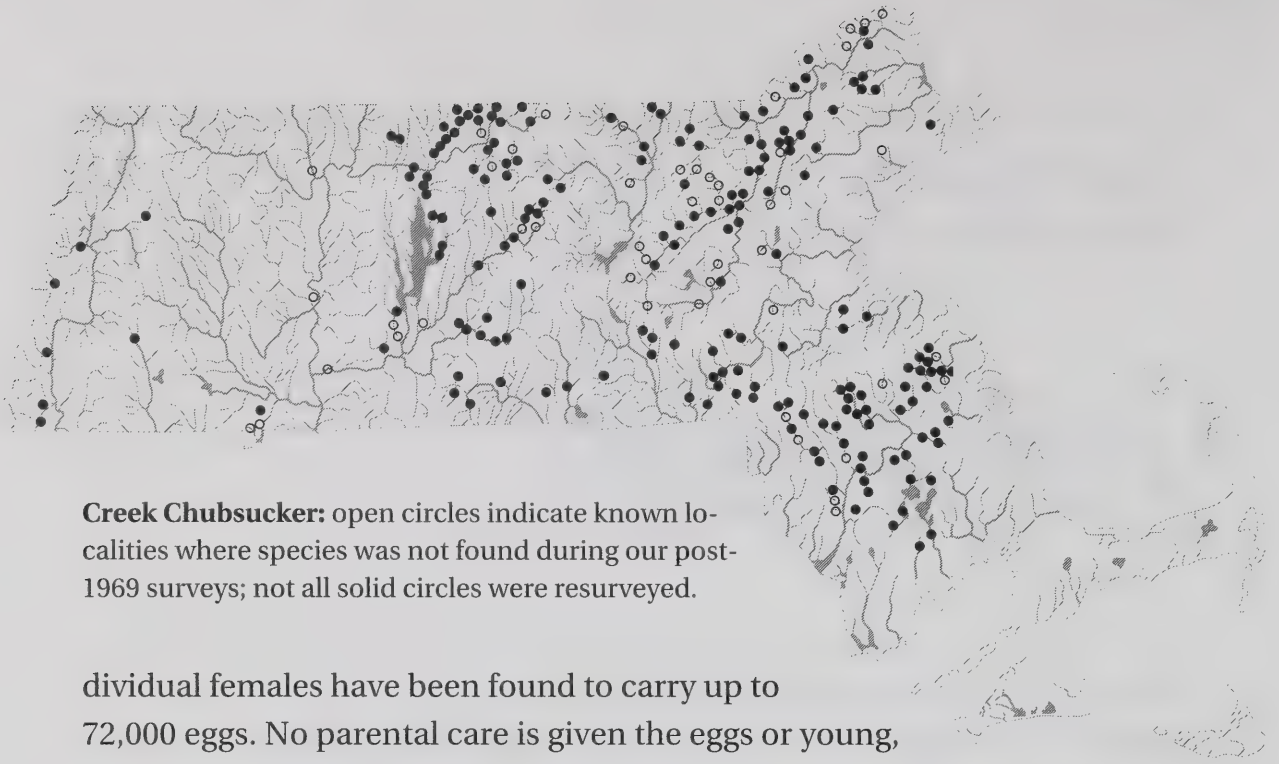 Creek Chubsucker: open circles indicate known lo-
calities where species was not found during our post-
1969 surveys; not all solid circles were resurveyed.
dividual females have been found to carry up to
72,000 eggs. No parental care is given the eggs or young,